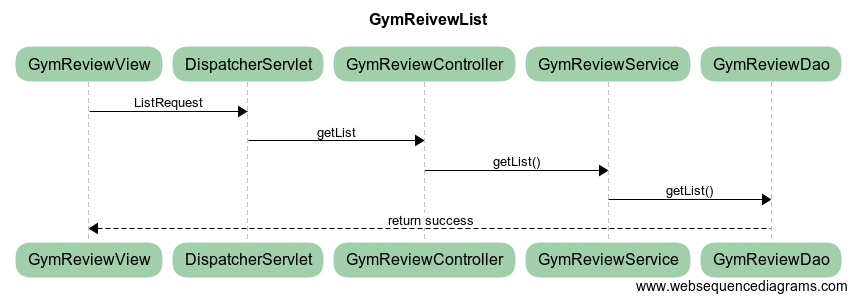 GymReivewList
GymReviewView DispatcherServlet GymReviewController GymReviewService GymReviewDao
ListRequest
getList
getList()
getList()
return success
GymReviewView DispatcherServlet GymReviewController GymReviewService GymReviewDao
www.websequencediagrams.com